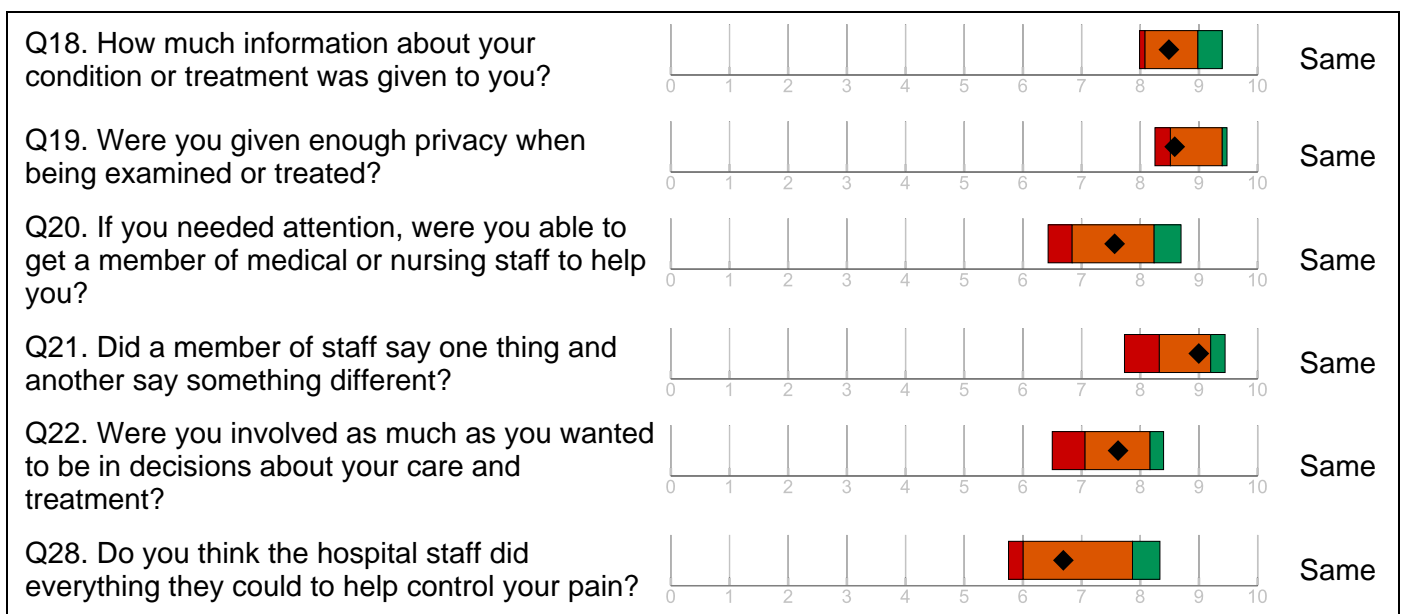 Q18. How much information about your
condition or treatment was given to you?
Same
0 1 2 3 4 5 6 7 8 9 10
Q19. Were you given enough privacy when
being examined or treated?
Same
0 1 2 3 4 5 6 7 8 9 10
Q20. If you needed attention, were you able to
get a member of medical or nursing staff to help
you?
Same
0 1 2 3 4 5 6 7 8 9 10
Q21. Did a member of staff say one thing and
another say something different?
Same
0 1 2 3 4 5 6 7 8 9 10
Q22. Were you involved as much as you wanted
to be in decisions about your care and
treatment?
Same
0 1 2 3 4 5 6 7 8 9 10
Q28. Do you think the hospital staff did
everything they could to help control your pain?
Same
0 1 2 3 4 5 6 7 8 9 10